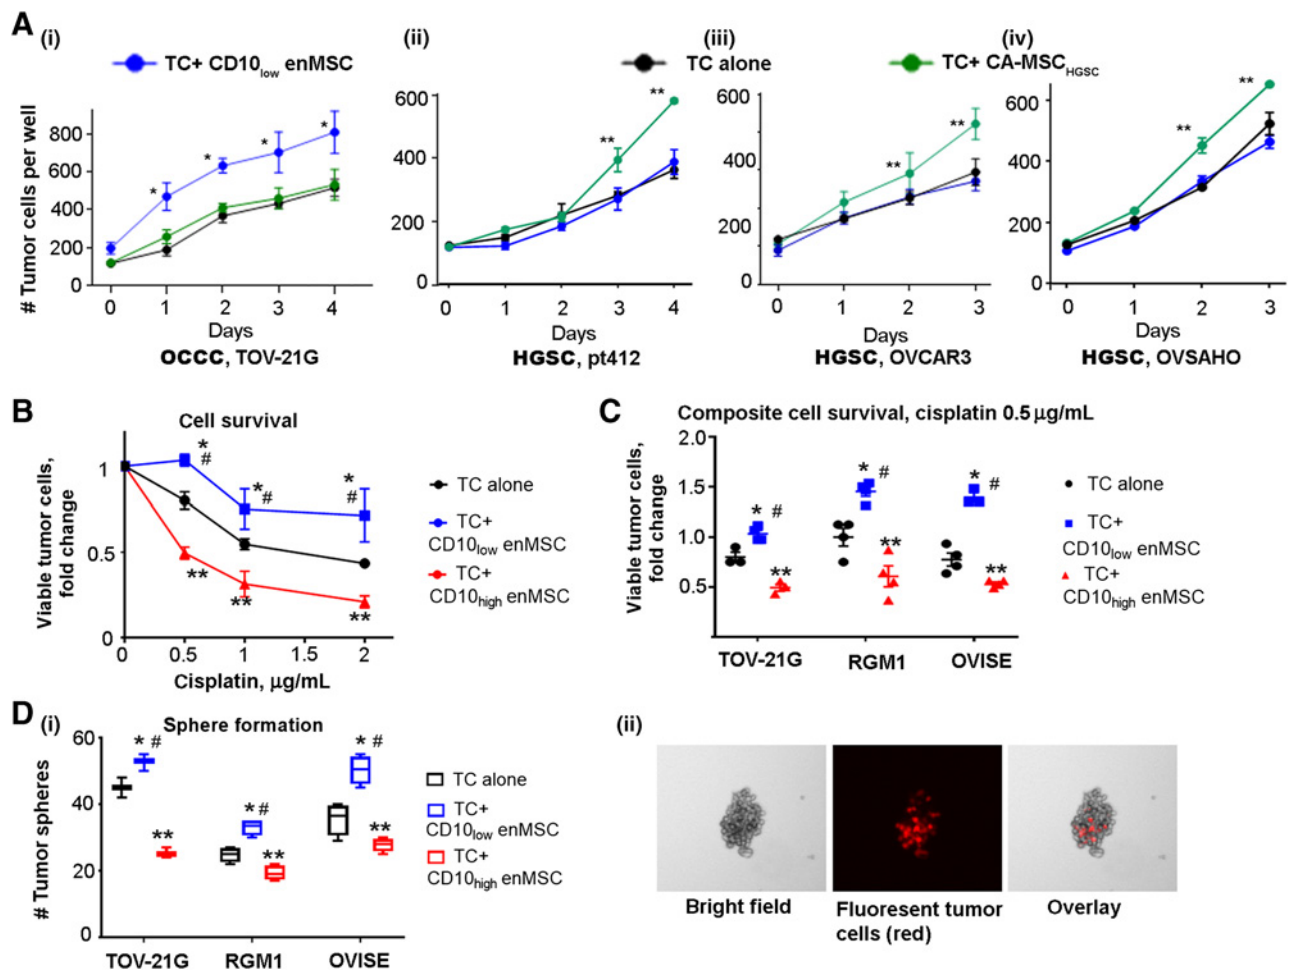 A (i) (ii) (iii) (iv)
TC+ CD10low enMSC TC alone TC+ CA-MSCHGSC
# Tumor cells per well
800
600
400
200
0
0 1 2 3 4
Days
OCCC, TOV-21G
600
400
200
0
0 1 2 3 4
Days
HGSC, pt412
600
400
200
0
0 1 2 3
Days
HGSC, OVCAR3
600
400
200
0
0 1 2 3
Days
HGSC, OVSAHO
* * * *
** **
** **
** **
B
Cell survival
Viable tumor cells,
fold change
1
0.5
0
0 0.5 1 1.5 2
Cisplatin, μg/mL
* # * # * #
** ** **
TC alone
TC+
CD10low enMSC
TC+
CD10high enMSC
C
Composite cell survival, cisplatin 0.5 μg/mL
Viable tumor cells,
fold change
2.0
1.5
1.0
0.5
* # * # * #
** ** **
TOV-21G RGM1 OVISE
TC alone
TC+
CD10low enMSC
TC+
CD10high enMSC
D (i)
Sphere formation
# Tumor spheres
60
40
20
0
* # * # * #
** ** **
TOV-21G RGM1 OVISE
TC alone
TC+
CD10low enMSC
TC+
CD10high enMSC
(ii)
Bright field
Fluoresent tumor
cells (red)
Overlay